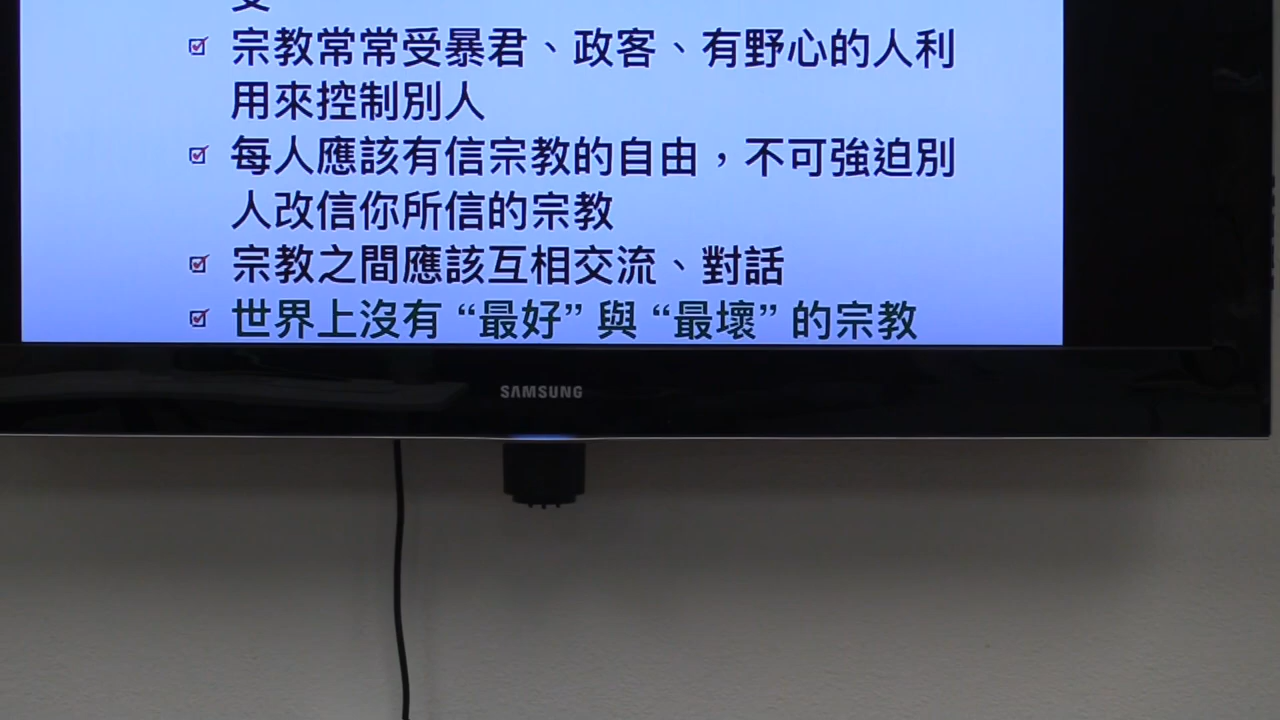 宗教常常受暴君、政客、有野心的人利
用來控制別人
每人應該有信宗教的自由，不可強迫別
人改信你所信的宗教
宗教之間應該互相交流、對話
世界上沒有“最好”與“最壞”的宗教
SAMSUNG